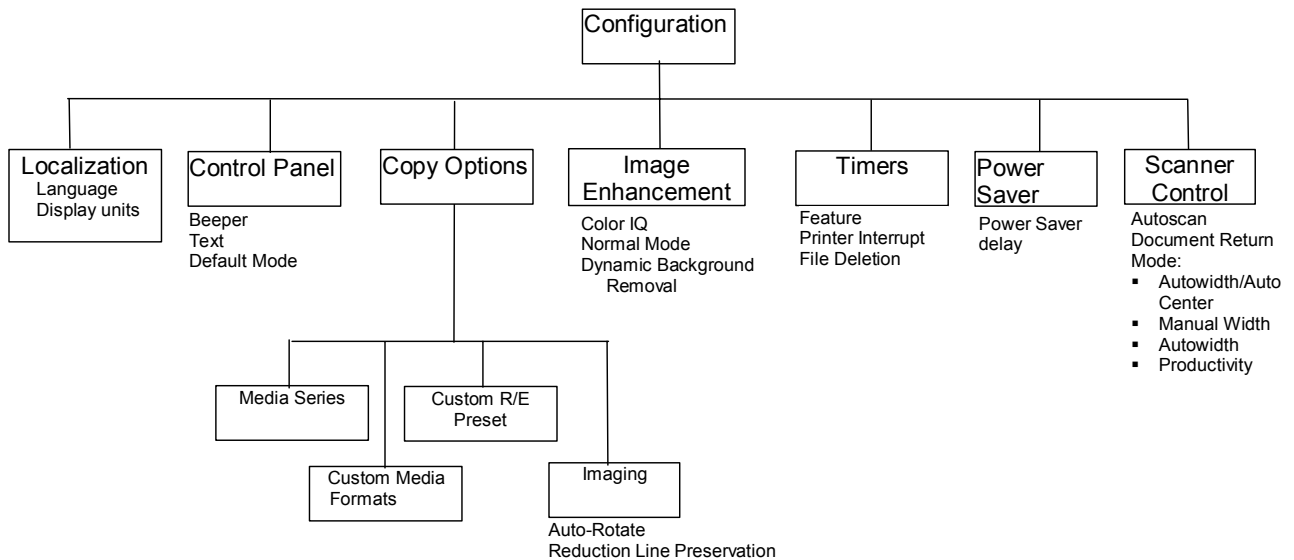 Configuration
Localization
Language
Display units
Control Panel
Beeper
Text
Default Mode
Copy Options
Image
Enhancement
Color IQ
Normal Mode
Dynamic Background
Removal
Timers
Feature
Printer Interrupt
File Deletion
Power
Saver
Power Saver
delay
Scanner
Control
Autoscan
Document Return
Mode:
▪ Autowidth/Auto
Center
▪ Manual Width
▪ Autowidth
▪ Productivity
Media Series
Custom Media
Formats
Custom R/E
Preset
Imaging
Auto-Rotate
Reduction Line Preservation